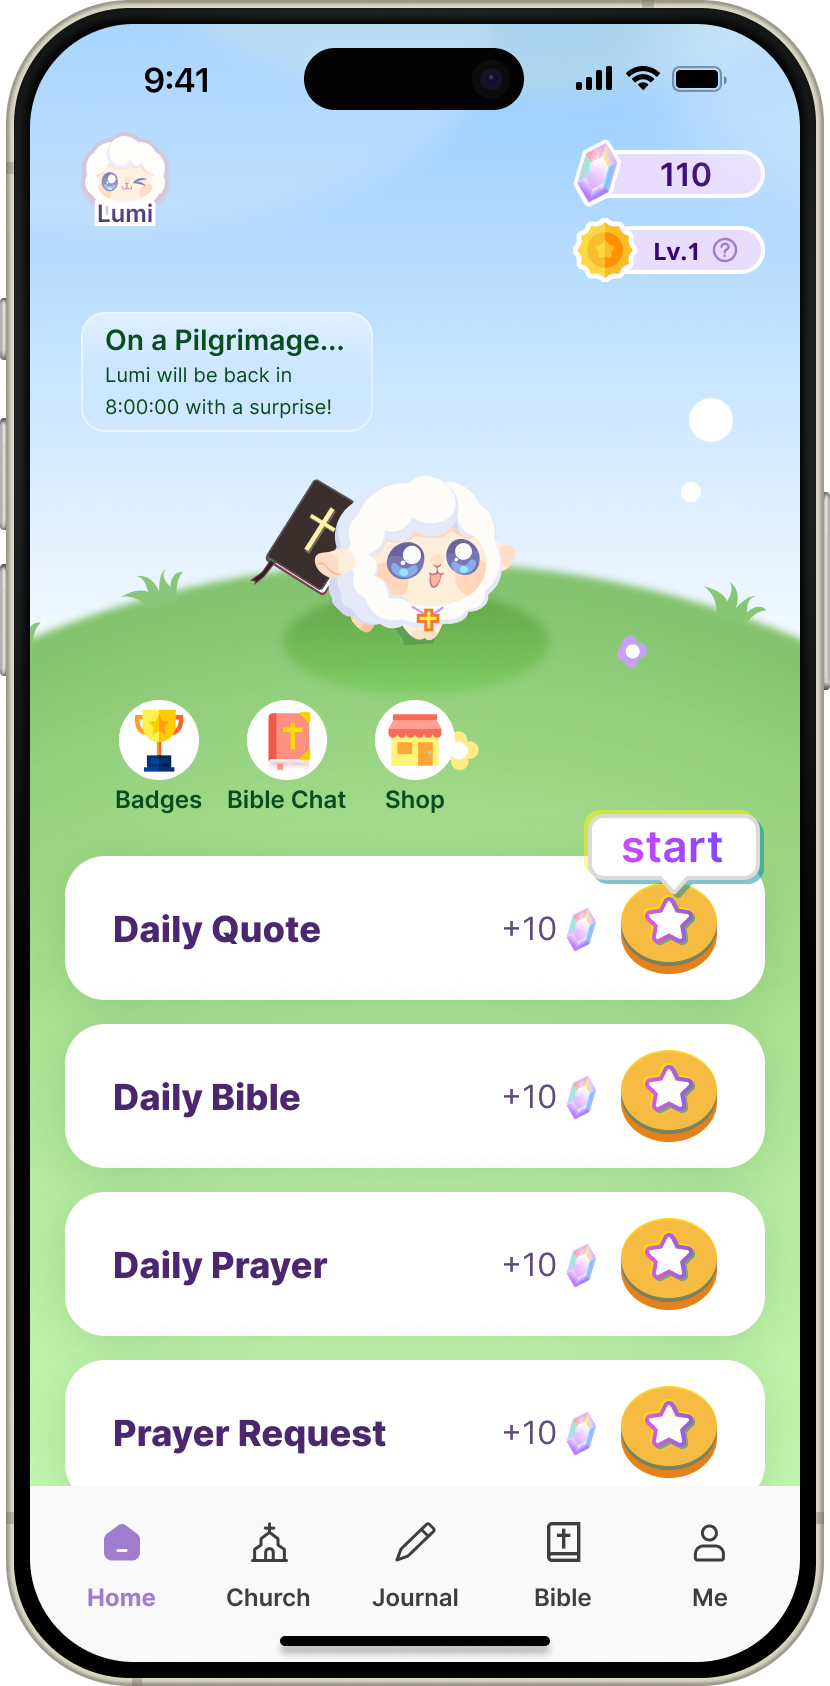 9:41
Lumi
110
Lv.1 ?
On a Pilgrimage...
Lumi will be back in
8:00:00 with a surprise!
Badges
Bible Chat
Shop
start
Daily Quote +10
Daily Bible +10
Daily Prayer +10
Prayer Request +10
Home
Church
Journal
Bible
Me